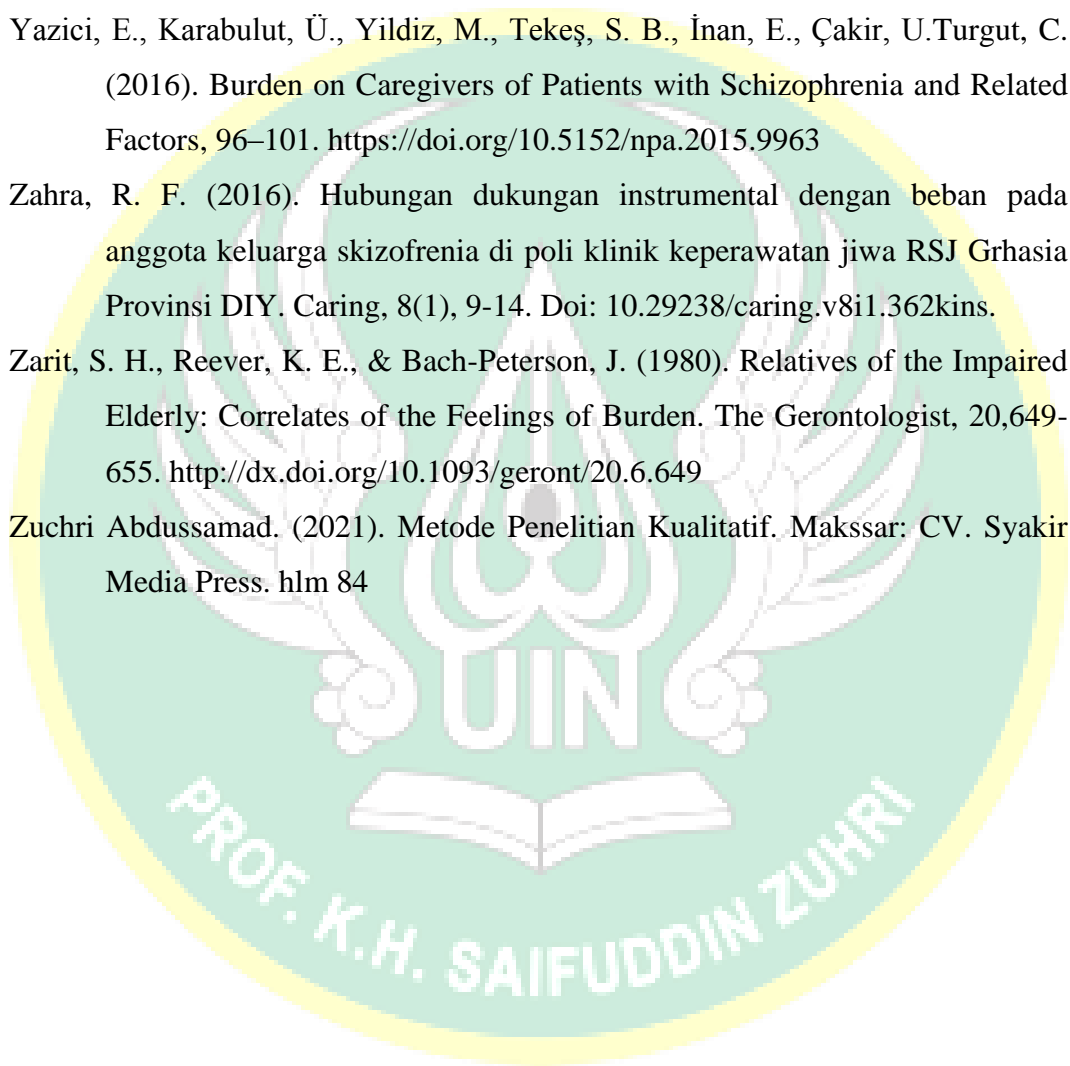 Yazici, E., Karabulut, Ü., Yildiz, M., Tekeş, S. B., İnan, E., Çakir, U.Turgut, C.
(2016). Burden on Caregivers of Patients with Schizophrenia and Related
Factors, 96–101. https://doi.org/10.5152/npa.2015.9963
Zahra, R. F. (2016). Hubungan dukungan instrumental dengan beban pada
anggota keluarga skizofrenia di poli klinik keperawatan jiwa RSJ Grhasia
Provinsi DIY. Caring, 8(1), 9-14. Doi: 10.29238/caring.v8i1.362kins.
Zarit, S. H., Reever, K. E., & Bach-Peterson, J. (1980). Relatives of the Impaired
Elderly: Correlates of the Feelings of Burden. The Gerontologist, 20,649-
655. http://dx.doi.org/10.1093/geront/20.6.649
Zuchri Abdussamad. (2021). Metode Penelitian Kualitatif. Makssar: CV. Syakir
Media Press. hlm 84
UIN
PROF. K.H. SAIFUDDIN ZUHRI